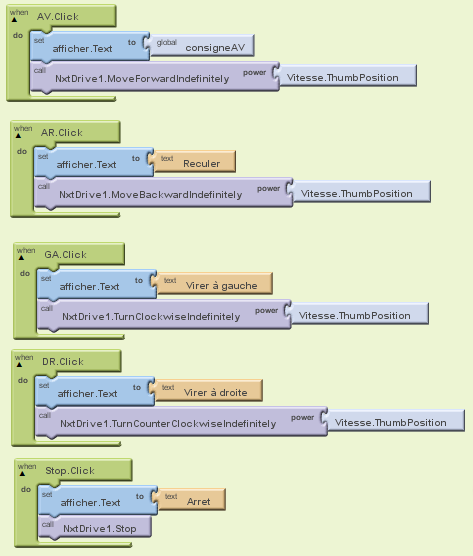 when AV.Click
do set afficher.Text to global consigneAV
call NxtDrive1.MoveForwardIndefinitely power Vitesse.ThumbPosition
when AR.Click
do set afficher.Text to text Reculer
call NxtDrive1.MoveBackwardIndefinitely power Vitesse.ThumbPosition
when GA.Click
do set afficher.Text to text Virer à gauche
call NxtDrive1.TurnClockwiseIndefinitely power Vitesse.ThumbPosition
when DR.Click
do set afficher.Text to text Virer à droite
call NxtDrive1.TurnCounterClockwiseIndefinitely power Vitesse.ThumbPosition
when Stop.Click
do set afficher.Text to text Arret
call NxtDrive1.Stop